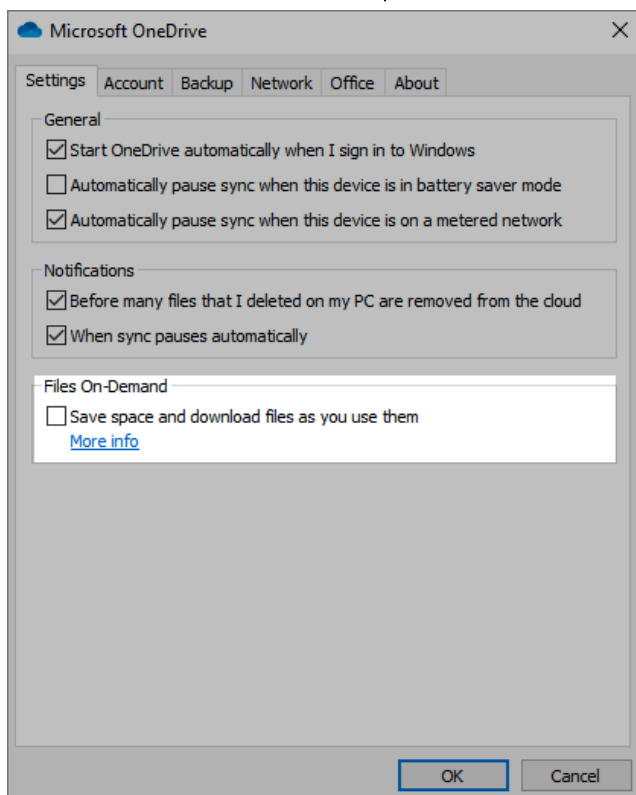 Microsoft OneDrive
Settings Account Backup Network Office About
General
Start OneDrive automatically when I sign in to Windows
Automatically pause sync when this device is in battery saver mode
Automatically pause sync when this device is on a metered network
Notifications
Before many files that I deleted on my PC are removed from the cloud
When sync pauses automatically
Files On-Demand
Save space and download files as you use them
More info
OK Cancel